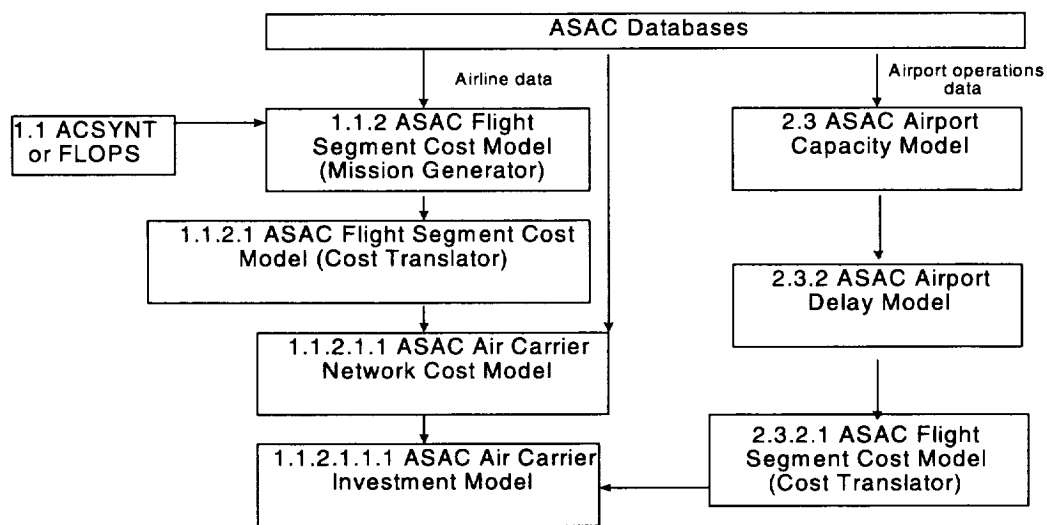 ASAC Databases
Airline data
Airport operations
data
1.1 ACSYNT
or FLOPS
1.1.2 ASAC Flight
Segment Cost Model
(Mission Generator)
2.3 ASAC Airport
Capacity Model
1.1.2.1 ASAC Flight Segment Cost
Model (Cost Translator)
2.3.2 ASAC Airport
Delay Model
1.1.2.1.1 ASAC Air Carrier
Network Cost Model
1.1.2.1.1.1 ASAC Air Carrier
Investment Model
2.3.2.1 ASAC Flight
Segment Cost Model
(Cost Translator)